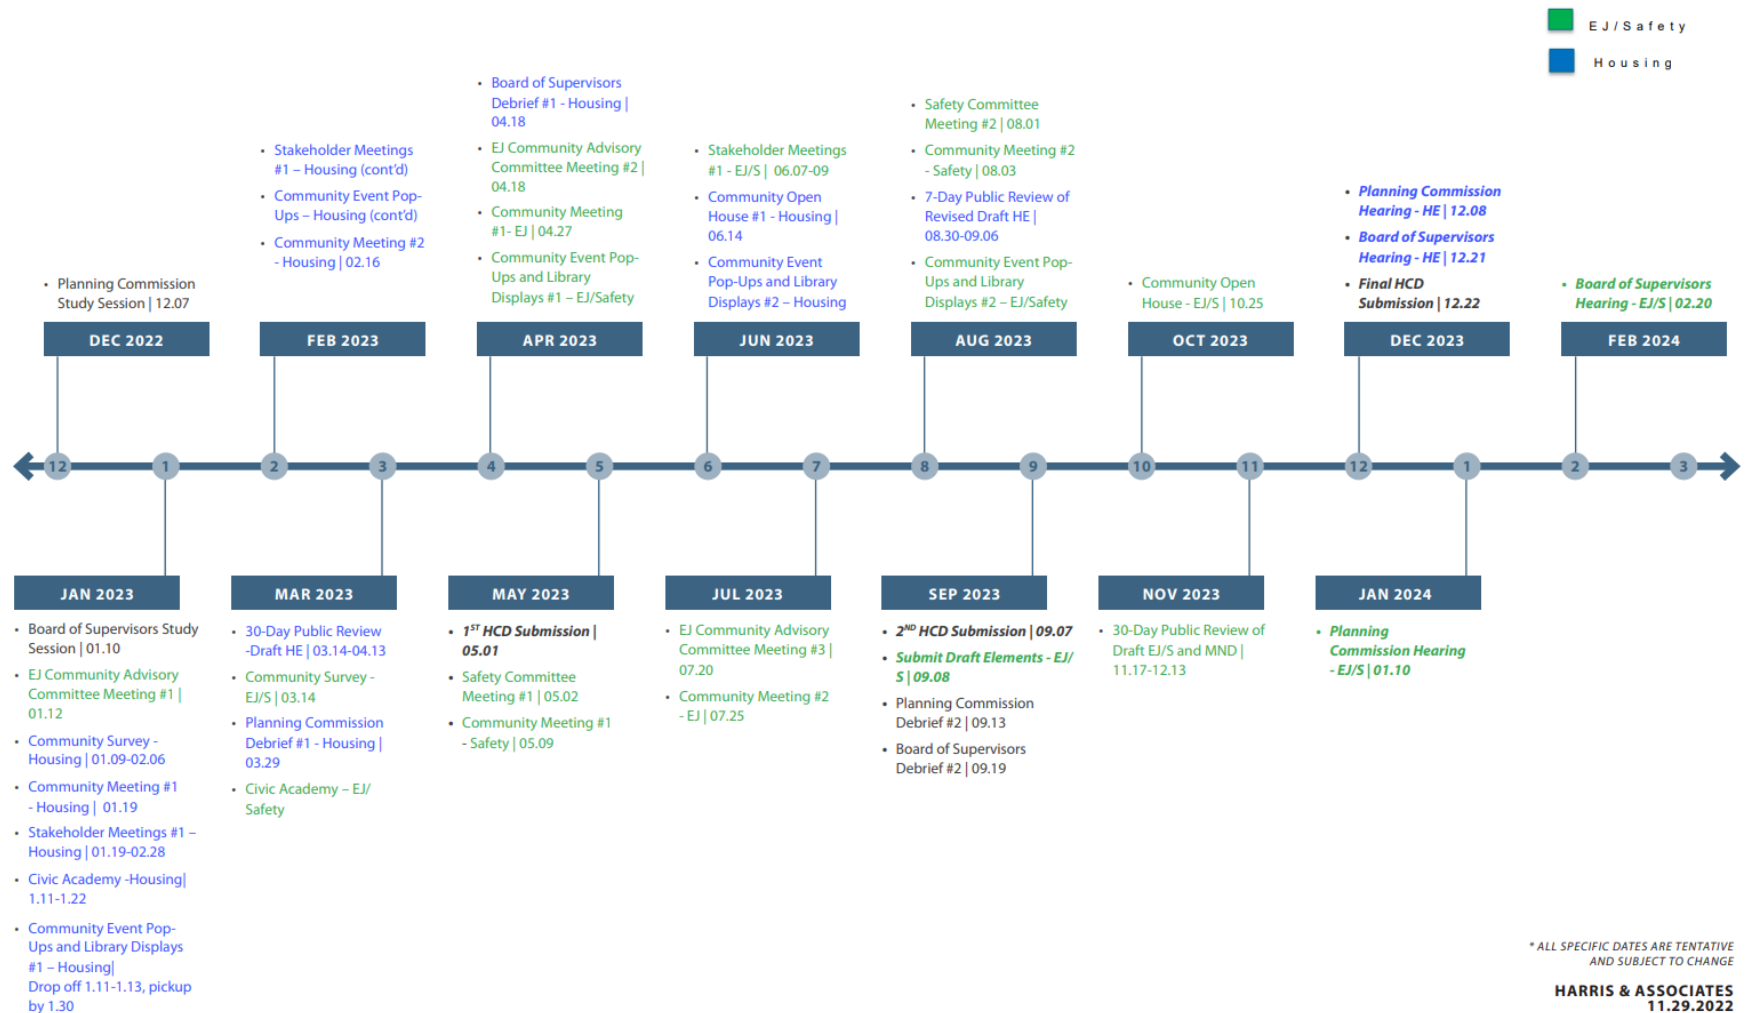 EJ/Safety
Housing
• Planning Commission
Study Session | 12.07
DEC 2022
• Stakeholder Meetings
#1 – Housing (cont'd)
• Community Event Pop-
Ups – Housing (cont'd)
• Community Meeting #2
- Housing | 02.16
FEB 2023
• Board of Supervisors
Debrief #1 - Housing |
04.18
• EJ Community Advisory
Committee Meeting #2 |
04.18
• Community Meeting
#1- EJ | 04.27
• Community Event Pop-
Ups and Library
Displays #1 – EJ/Safety
APR 2023
• Stakeholder Meetings
#1 - EJ/S | 06.07-09
• Community Open
House #1 - Housing |
06.14
• Community Event
Pop-Ups and Library
Displays #2 – Housing
JUN 2023
• Safety Committee
Meeting #2 | 08.01
• Community Meeting #2
- Safety | 08.03
• 7-Day Public Review of
Revised Draft HE |
08.30-09.06
• Community Event Pop-
Ups and Library
Displays #2 – EJ/Safety
AUG 2023
• Community Open
House - EJ/S | 10.25
OCT 2023
• Planning Commission
Hearing - HE | 12.08
• Board of Supervisors
Hearing - HE | 12.21
• Final HCD
Submission | 12.22
DEC 2023
• Board of Supervisors
Hearing - EJ/S | 02.20
FEB 2024
12 1 2 3 4 5 6 7 8 9 10 11 12 1 2 3
JAN 2023
• Board of Supervisors Study
Session | 01.10
• EJ Community Advisory
Committee Meeting #1 |
01.12
• Community Survey -
Housing | 01.09-02.06
• Community Meeting #1
- Housing | 01.19
• Stakeholder Meetings #1 –
Housing | 01.19-02.28
• Civic Academy -Housing|
1.11-1.22
• Community Event Pop-
Ups and Library Displays
#1 – Housing|
Drop off 1.11-1.13, pickup
by 1.30
MAR 2023
• 30-Day Public Review
-Draft HE | 03.14-04.13
• Community Survey -
EJ/S | 03.14
• Planning Commission
Debrief #1 - Housing |
03.29
• Civic Academy – EJ/
Safety
MAY 2023
• 1ST HCD Submission |
05.01
• Safety Committee
Meeting #1 | 05.02
• Community Meeting #1
- Safety | 05.09
JUL 2023
• EJ Community Advisory
Committee Meeting #3 |
07.20
• Community Meeting #2
- EJ | 07.25
SEP 2023
• 2ND HCD Submission | 09.07
• Submit Draft Elements - EJ/
S | 09.08
• Planning Commission
Debrief #2 | 09.13
• Board of Supervisors
Debrief #2 | 09.19
NOV 2023
• 30-Day Public Review of
Draft EJ/S and MND |
11.17-12.13
JAN 2024
• Planning
Commission Hearing
- EJ/S | 01.10
* ALL SPECIFIC DATES ARE TENTATIVE
AND SUBJECT TO CHANGE
HARRIS & ASSOCIATES
11.29.2022